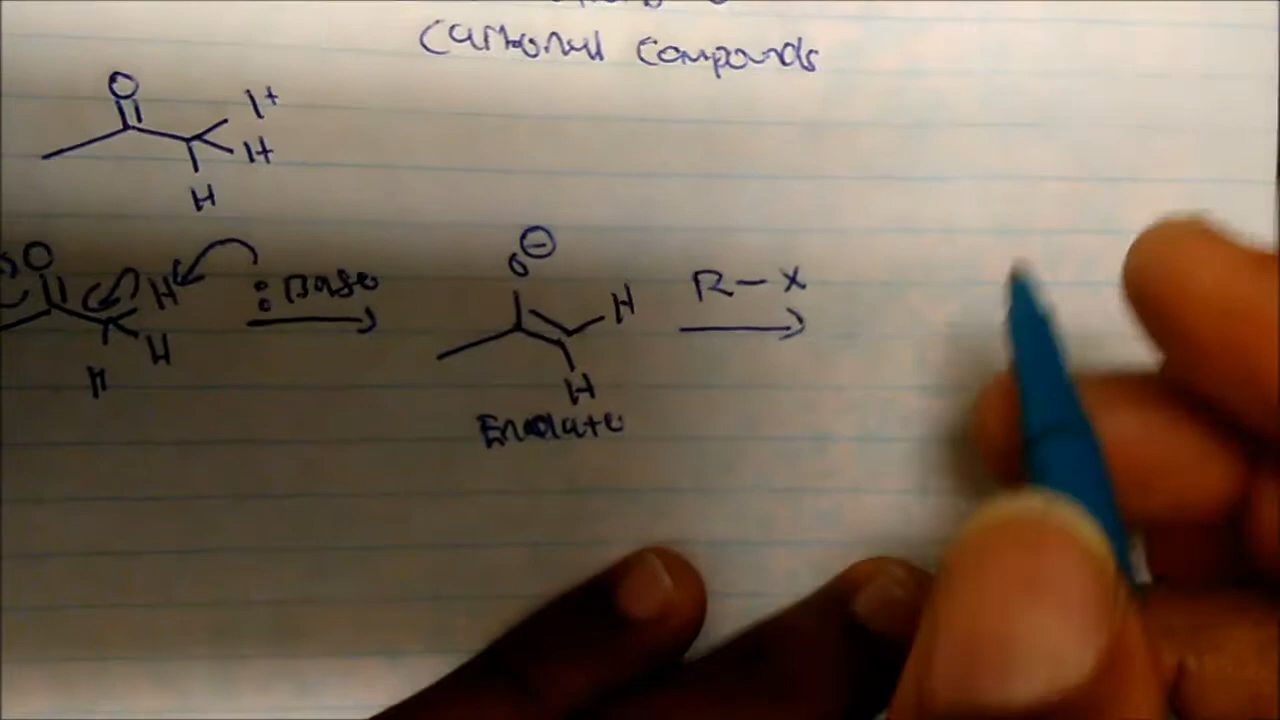 Carbonyl Compounds
O
H
H
H
O
H
: Base
H
H
O ⊖
H
R-X
H
Enolate